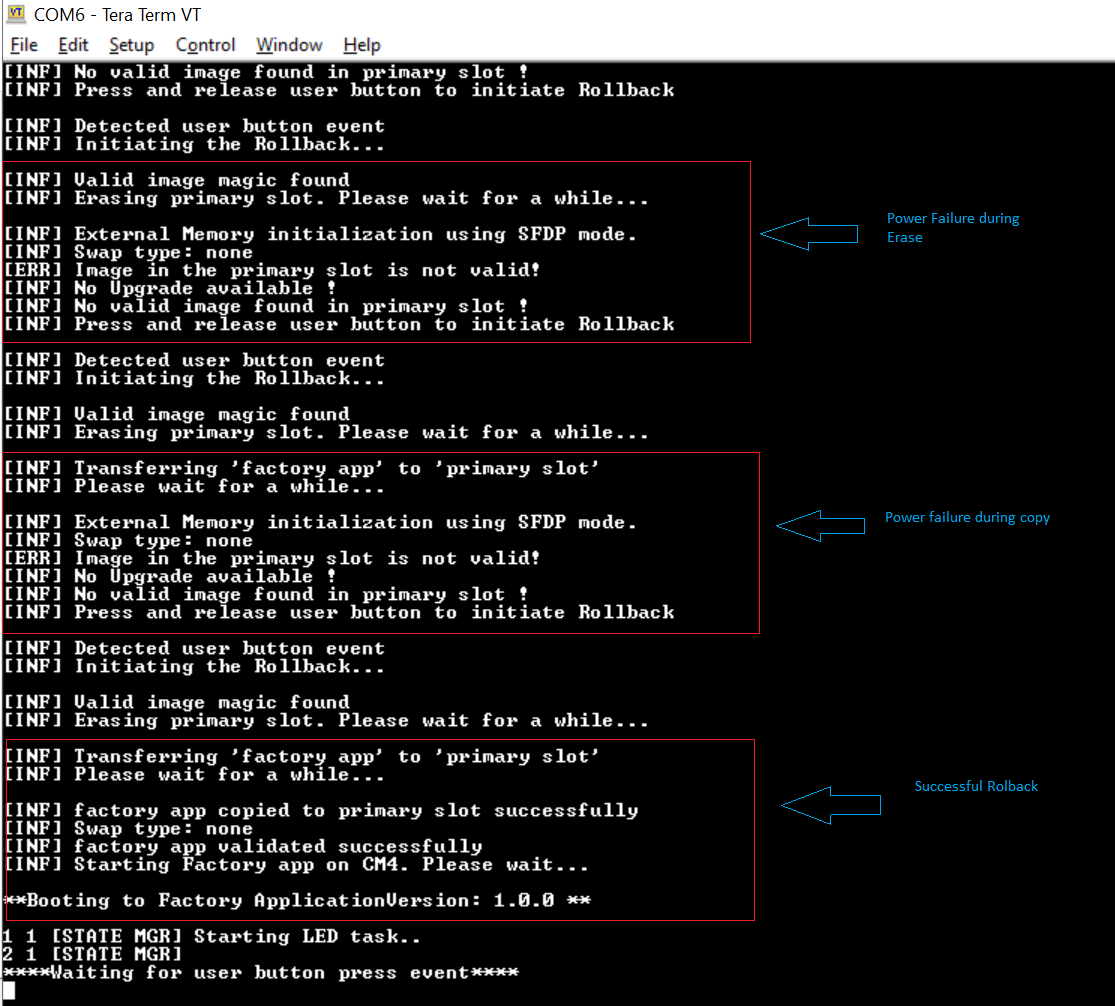 COM6 - Tera Term VT
File Edit Setup Control Window Help
[INF] No valid image found in primary slot !
[INF] Press and release user button to initiate Rollback
[INF] Detected user button event
[INF] Initiating the Rollback...
[INF] Valid image magic found
[INF] Erasing primary slot. Please wait for a while...
Power Failure during
Erase
[INF] External Memory initialization using SFDP mode.
[INF] Swap type: none
[ERR] Image in the primary slot is not valid!
[INF] No Upgrade available !
[INF] No valid image found in primary slot !
[INF] Press and release user button to initiate Rollback
[INF] Detected user button event
[INF] Initiating the Rollback...
[INF] Valid image magic found
[INF] Erasing primary slot. Please wait for a while...
[INF] Transferring 'factory app' to 'primary slot'
[INF] Please wait for a while...
Power failure during copy
[INF] External Memory initialization using SFDP mode.
[INF] Swap type: none
[ERR] Image in the primary slot is not valid!
[INF] No Upgrade available !
[INF] No valid image found in primary slot !
[INF] Press and release user button to initiate Rollback
[INF] Detected user button event
[INF] Initiating the Rollback...
[INF] Valid image magic found
[INF] Erasing primary slot. Please wait for a while...
[INF] Transferring 'factory app' to 'primary slot'
[INF] Please wait for a while...
Successful Rolback
[INF] factory app copied to primary slot successfully
[INF] Swap type: none
[INF] factory app validated successfully
[INF] Starting Factory app on CM4. Please wait...
**Booting to Factory ApplicationVersion: 1.0.0 **
1 1 [STATE MGR] Starting LED task..
2 1 [STATE MGR]
****Waiting for user button press event****